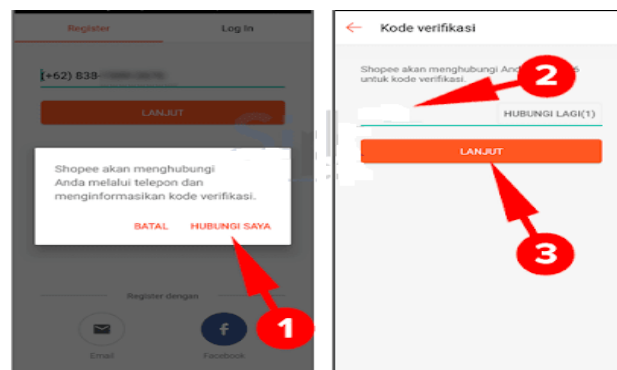 Register
Log In
(+62) 838
LANJUT
Shopee akan menghubungi
Anda melalui telepon dan
menginformasikan kode verifikasi.
BATAL
HUBUNGI SAYA
Register dengan
Email
Facebook
1
Kode verifikasi
Shopee akan menghubungi
untuk kode verifikasi.
2
HUBUNGI LAGI(1)
LANJUT
3